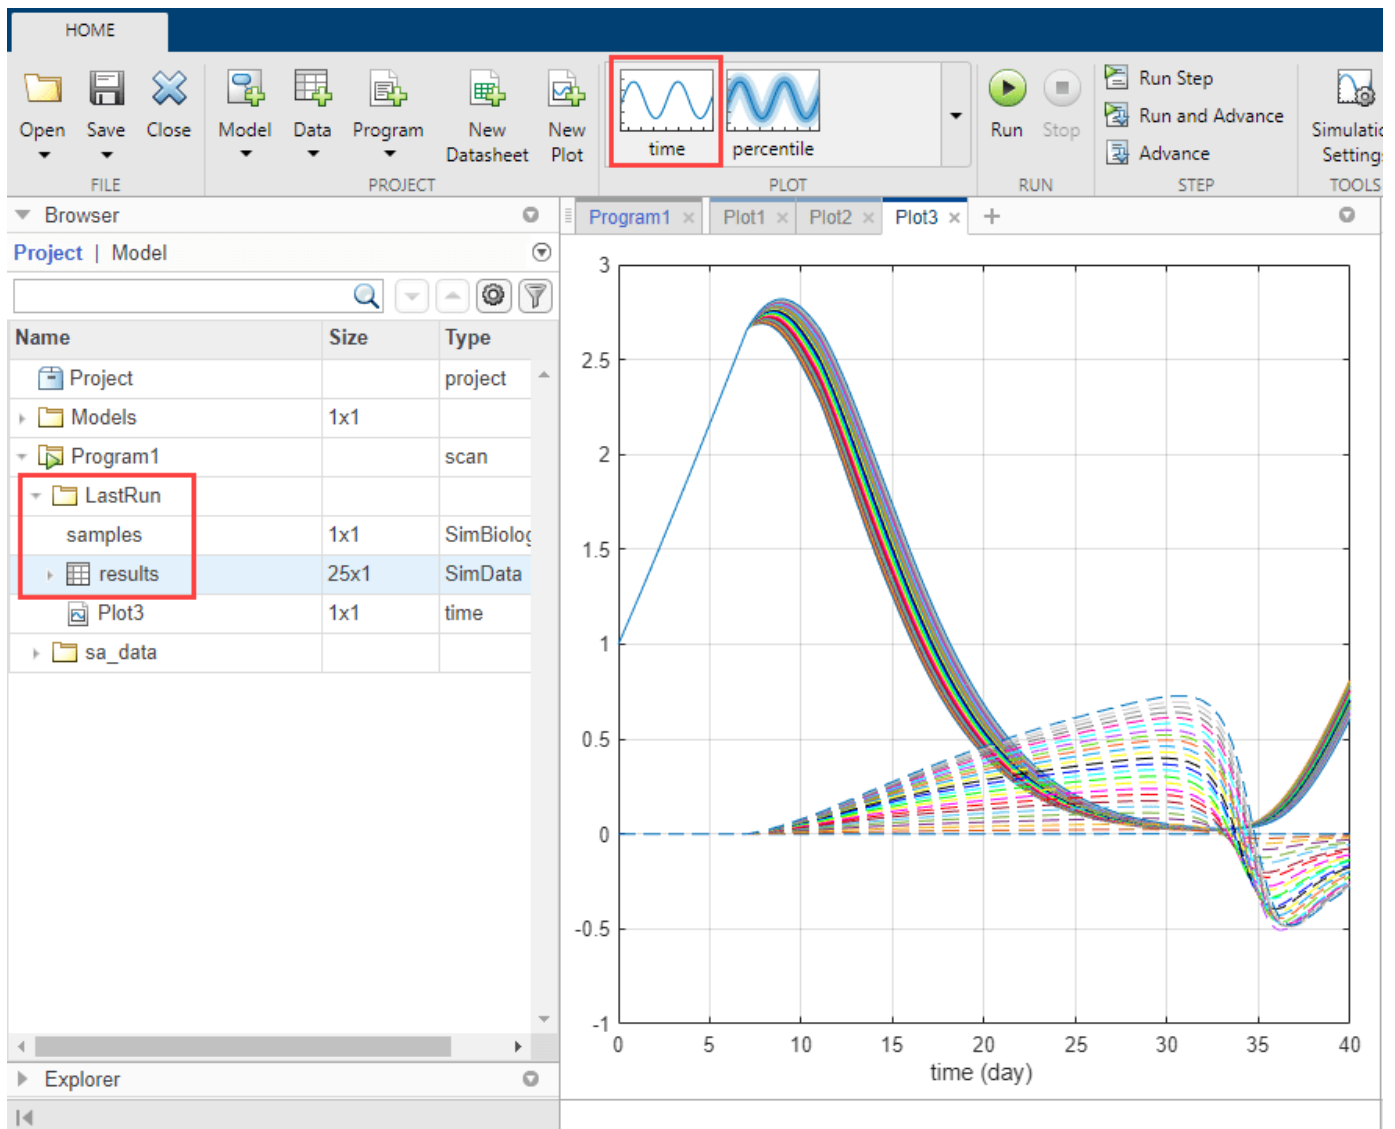 HOME
Open Save Close Model Data Program New Datasheet New Plot time percentile Run Stop Run Step
Run and Advance
Advance
Simulatio
Setting
FILE PROJECT PLOT RUN STEP TOOLS
Browser
Program1 × Plot1 × Plot2 × Plot3 × +
Project | Model
Name Size Type
Project project
Models 1x1
Program1 scan
LastRun
samples 1x1 SimBiolog
results 25x1 SimData
Plot3 1x1 time
sa_data
Explorer
3
2.5
2
1.5
1
0.5
0
-0.5
-1
0 5 10 15 20 25 30 35 40
time (day)